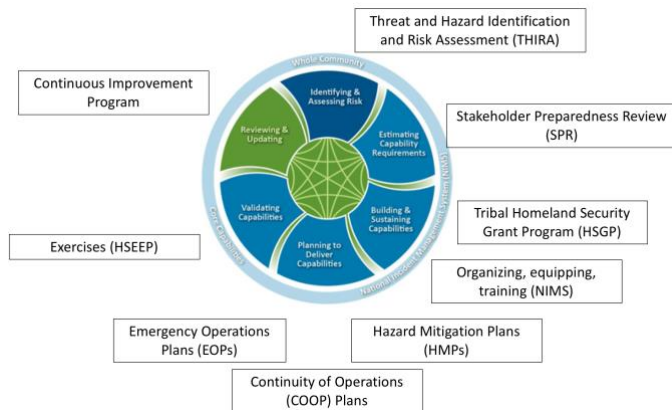 Threat and Hazard Identification
and Risk Assessment (THIRA)
Continuous Improvement
Program
Whole Community
Identifying &
Assessing Risk
Reviewing &
Updating
Estimating
Capability
Requirements
Stakeholder Preparedness Review
(SPR)
Validating
Capabilities
Building &
Sustaining
Capabilities
Planning to
Deliver
Capabilities
Core Capabilities
National Incident Management System (NIMS)
Tribal Homeland Security
Grant Program (HSGP)
Exercises (HSEEP)
Organizing, equipping,
training (NIMS)
Emergency Operations
Plans (EOPs)
Hazard Mitigation Plans
(HMPs)
Continuity of Operations
(COOP) Plans